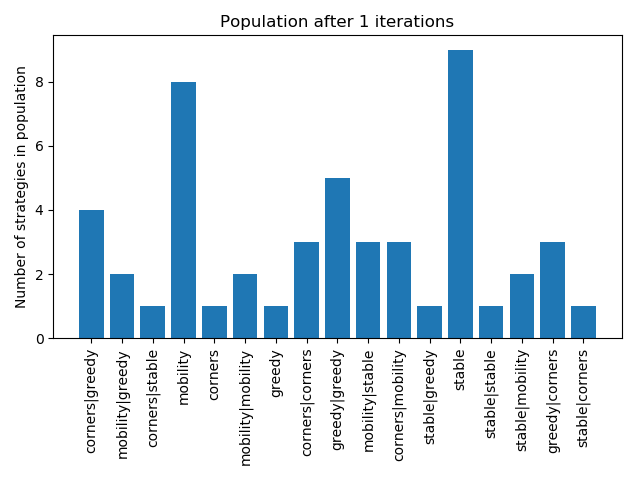 Population after 1 iterations
Number of strategies in population
8
6
4
2
0
corners|greedy
mobility|greedy
corners|stable
mobility
corners
mobility|mobility
greedy
corners|corners
greedy|greedy
mobility|stable
corners|mobility
stable|greedy
stable
stable|stable
stable|mobility
greedy|corners
stable|corners